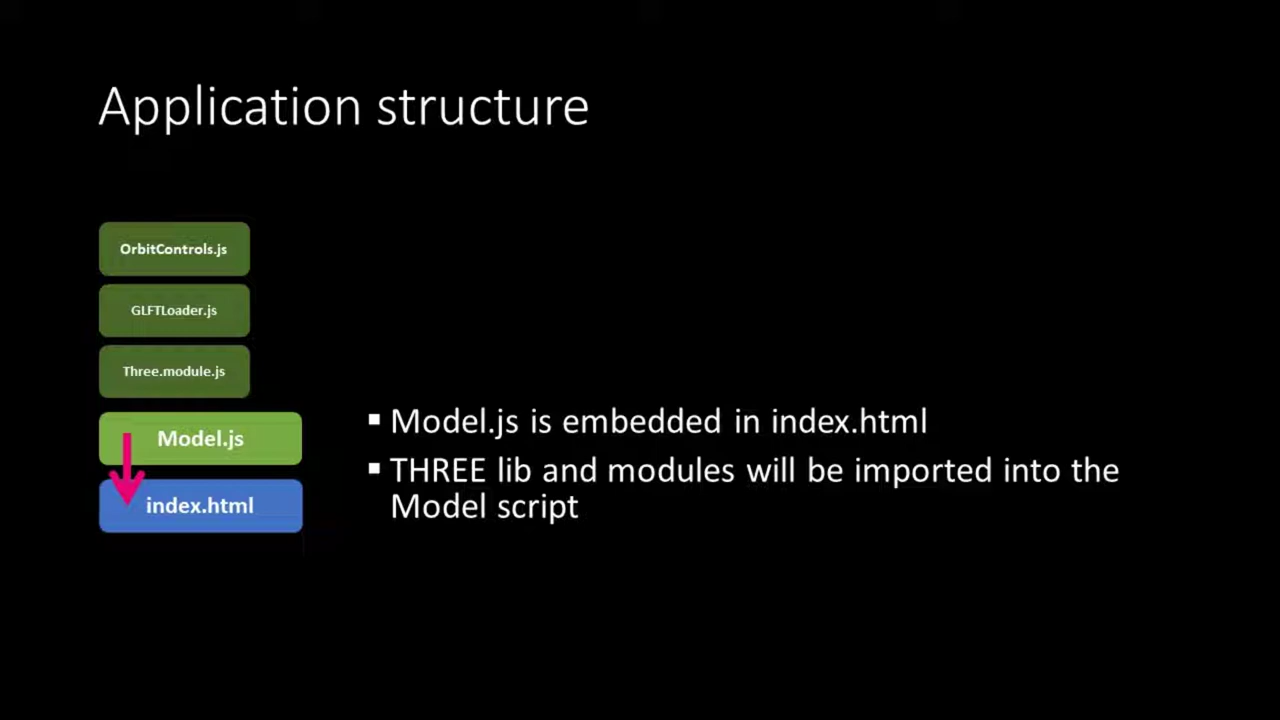 Application structure
OrbitControls.js
GLFTLoader.js
Three.module.js
Model.js
index.html
▪ Model.js is embedded in index.html
▪ THREE lib and modules will be imported into the
Model script